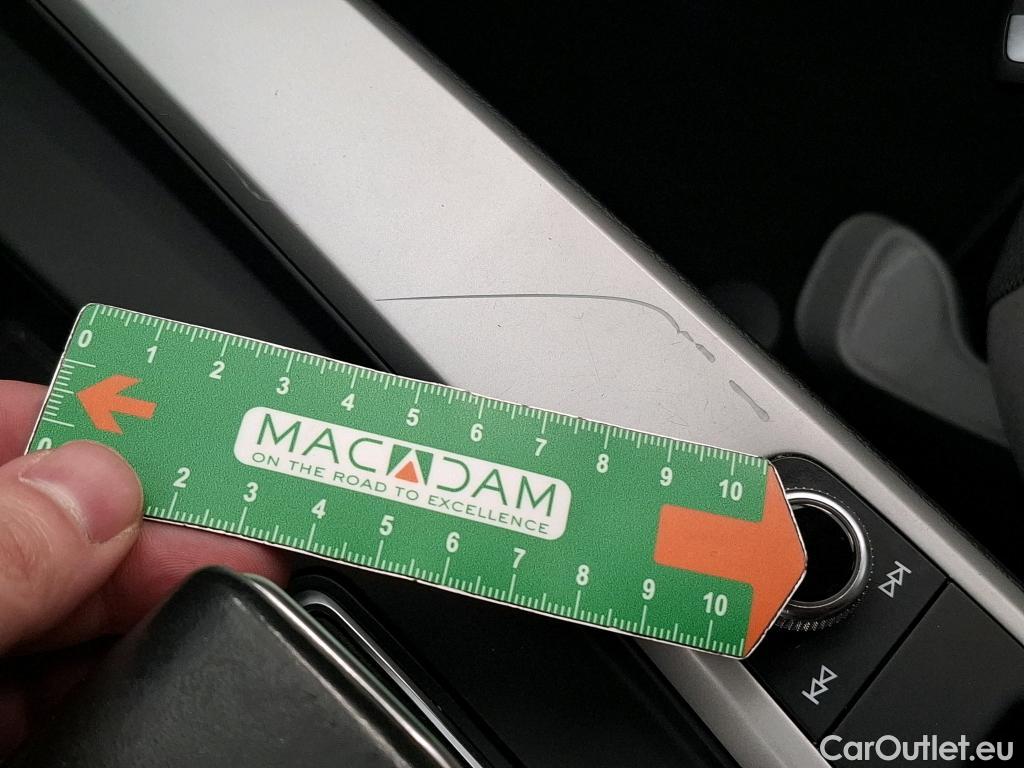 0 1 2 3 4 5 6 7 8 9 10
MACADAM
ON THE ROAD TO EXCELLENCE
0 2 3 4 5 6 7 8 9 10
CarOutlet.eu